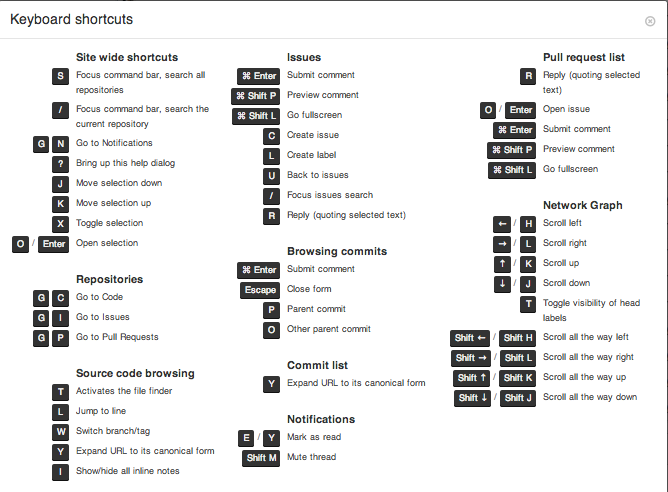 Keyboard shortcuts
Site wide shortcuts
S Focus command bar, search all
repositories
/ Focus command bar, search the
current repository
G N Go to Notifications
? Bring up this help dialog
J Move selection down
K Move selection up
X Toggle selection
O / Enter Open selection
Repositories
G C Go to Code
G I Go to Issues
G P Go to Pull Requests
Source code browsing
T Activates the file finder
L Jump to line
W Switch branch/tag
Y Expand URL to its canonical form
I Show/hide all inline notes
Issues
⌘ Enter Submit comment
⌘ Shift P Preview comment
⌘ Shift L Go fullscreen
C Create issue
L Create label
U Back to issues
/ Focus issues search
R Reply (quoting selected text)
Browsing commits
⌘ Enter Submit comment
Escape Close form
P Parent commit
O Other parent commit
Commit list
Y Expand URL to its canonical form
Notifications
E / Y Mark as read
Shift M Mute thread
Pull request list
R Reply (quoting selected
text)
O / Enter Open issue
⌘ Enter Submit comment
⌘ Shift P Preview comment
⌘ Shift L Go fullscreen
Network Graph
← / H Scroll left
→ / L Scroll right
↑ / K Scroll up
↓ / J Scroll down
T Toggle visibility of head
labels
Shift ← / Shift H Scroll all the way left
Shift → / Shift L Scroll all the way right
Shift ↑ / Shift K Scroll all the way up
Shift ↓ / Shift J Scroll all the way down